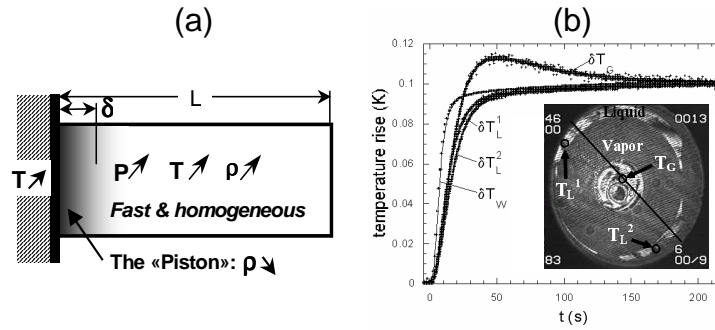 (a)
L
δ
T
P T ρ
Fast & homogeneous
The «Piston»: ρ
(b)
temperature rise (K)
0.12
0.1
0.08
0.06
0.04
0.02
0
0 50 100 150 200
t (s)
δT_G
δT_L^1
δT_L^2
δT_W
Liquid
46
00
0013
Vapor
T_G
T_L^1
T_L^2
83
6
00/9